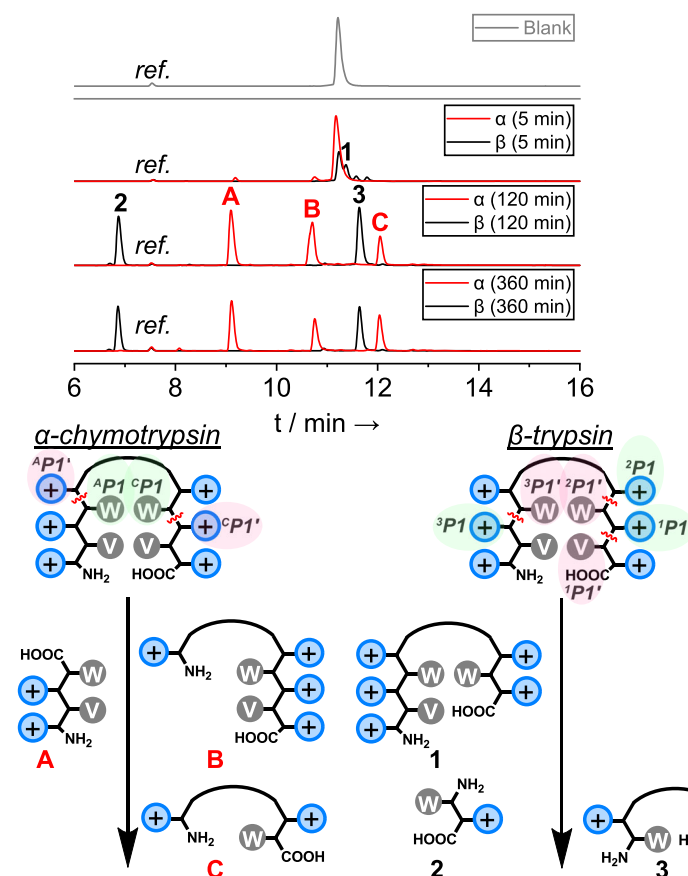 Blank
ref.
α (5 min)
β (5 min)
ref.
1
α (120 min)
β (120 min)
2
A
B
3
C
ref.
α (360 min)
β (360 min)
ref.
6 8 10 12 14 16
t / min →
α-chymotrypsin
β-trypsin
ᴬP1'
ᴬP1 ᶜP1
³P1' ²P1'
²P1
+ W W +
+ W W +
+ + ᶜP1'
³P1 + + ¹P1
+ V V +
+ V V +
NH₂ HOOC
NH₂ HOOC
¹P1'
HOOC
W
+
+ V
NH₂
A
+ +
NH₂
W
+
V
HOOC +
B
+ +
W W
+ +
V
HOOC
+
NH₂
1
+ +
NH₂
W
COOH
C
NH₂
W
+
HOOC
2
+
H₂N
W
H
3